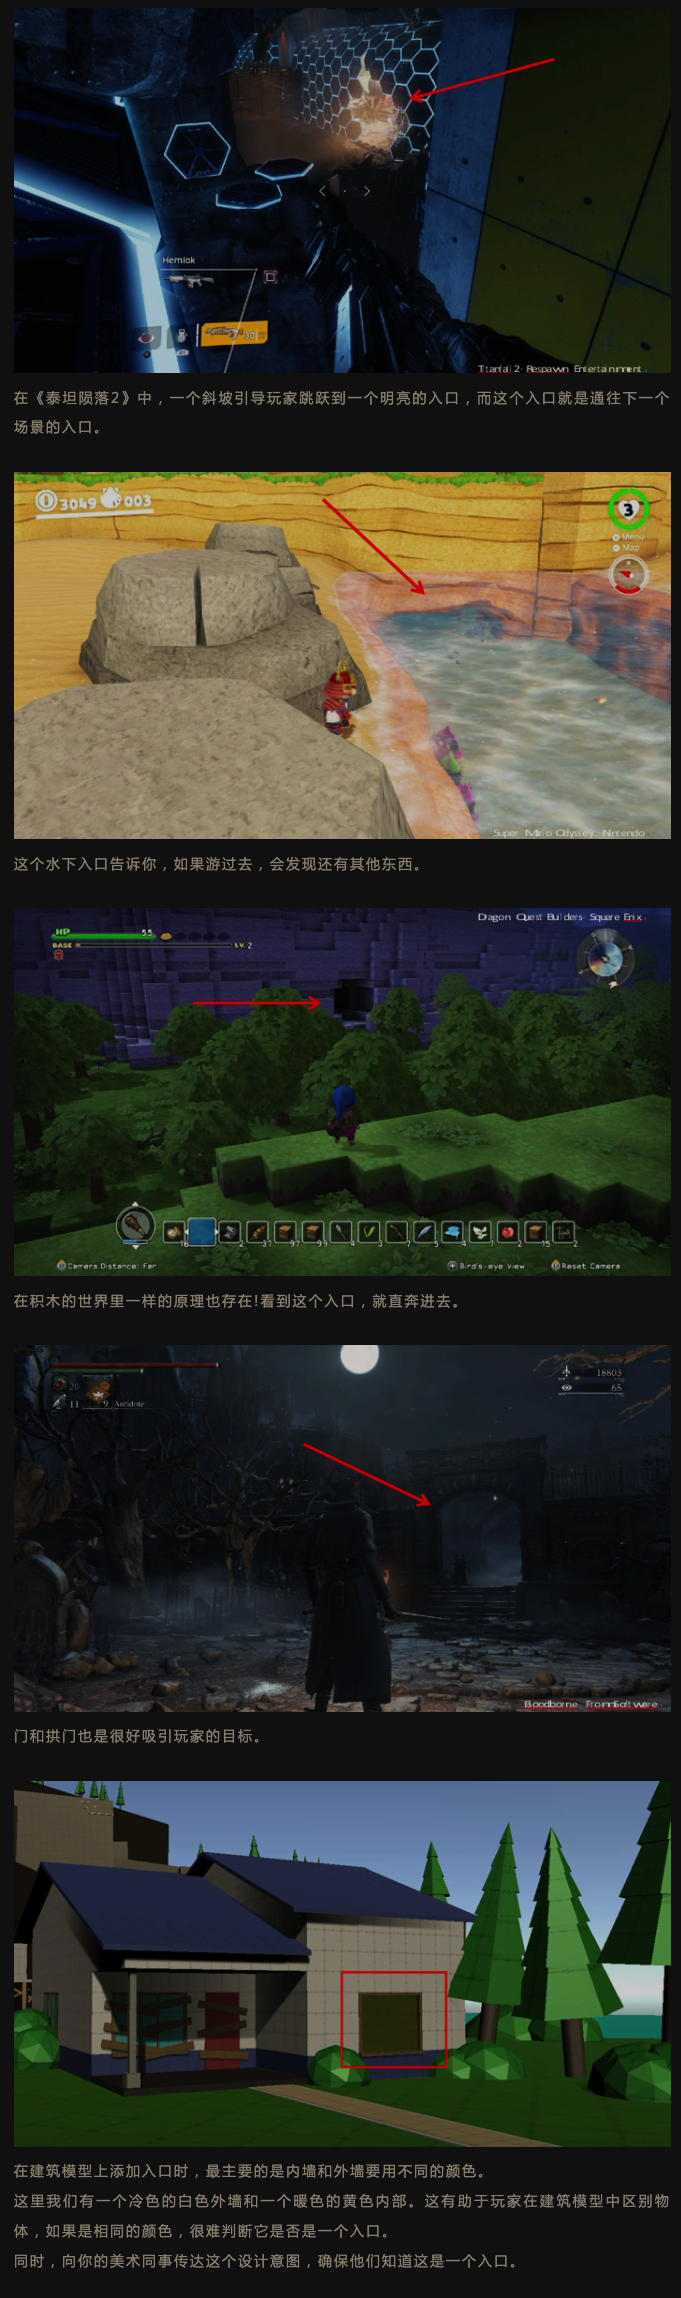 Hemlok
30
Titanfall 2· Respawn Entertainment
在《泰坦陨落2》中，一个斜坡引导玩家跳跃到一个明亮的入口，而这个入口就是通往下一个
场景的入口。
3049 003
3
Menu
Map
Super Mario Odyssey· Nintendo
这个水下入口告诉你，如果游过去，会发现还有其他东西。
Dragon Quest Builders· Square Enix
HP 55
BASE LV. 2
Camera Distance: Far
Bird's-eye View
Reset Camera
在积木的世界里一样的原理也存在!看到这个入口，就直奔进去。
20
11 9 Antidote
18803
65
Bloodborne· FromSoftware
门和拱门也是很好吸引玩家的目标。
在建筑模型上添加入口时，最主要的是内墙和外墙要用不同的颜色。
这里我们有一个冷色的白色外墙和一个暖色的黄色内部。这有助于玩家在建筑模型中区别物
体，如果是相同的颜色，很难判断它是否是一个入口。
同时，向你的美术同事传达这个设计意图，确保他们知道这是一个入口。